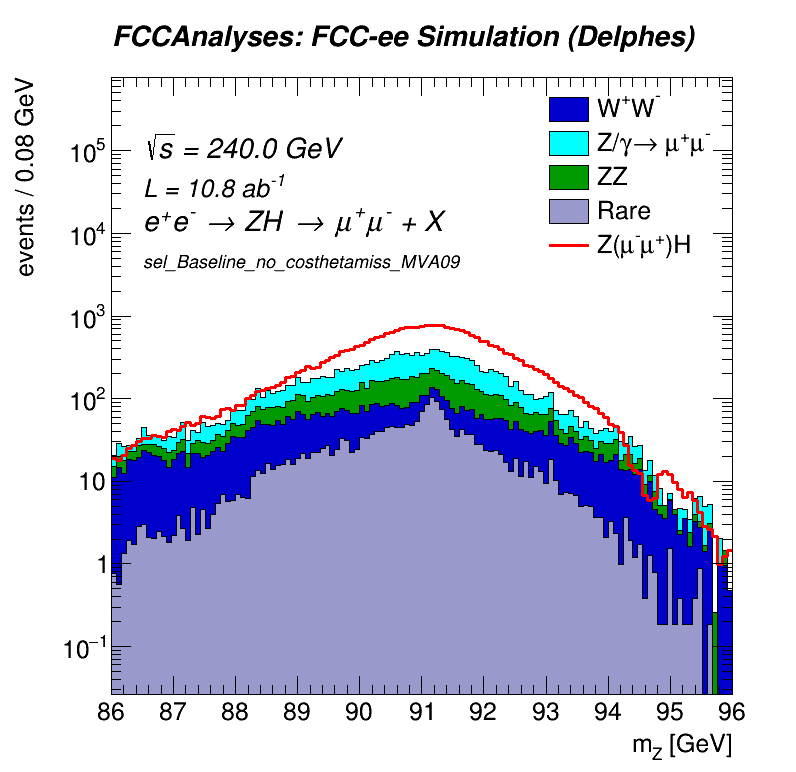 FCCAnalyses: FCC-ee Simulation (Delphes)
events / 0.08 GeV
√s = 240.0 GeV
L = 10.8 ab⁻¹
e⁺e⁻ → ZH → μ⁺μ⁻ + X
sel_Baseline_no_costhetamiss_MVA09
W⁺W⁻
Z/γ→ μ⁺μ⁻
ZZ
Rare
Z(μ⁻μ⁺)H
10⁵
10⁴
10³
10²
10
1
10⁻¹
86 87 88 89 90 91 92 93 94 95 96
m_Z [GeV]